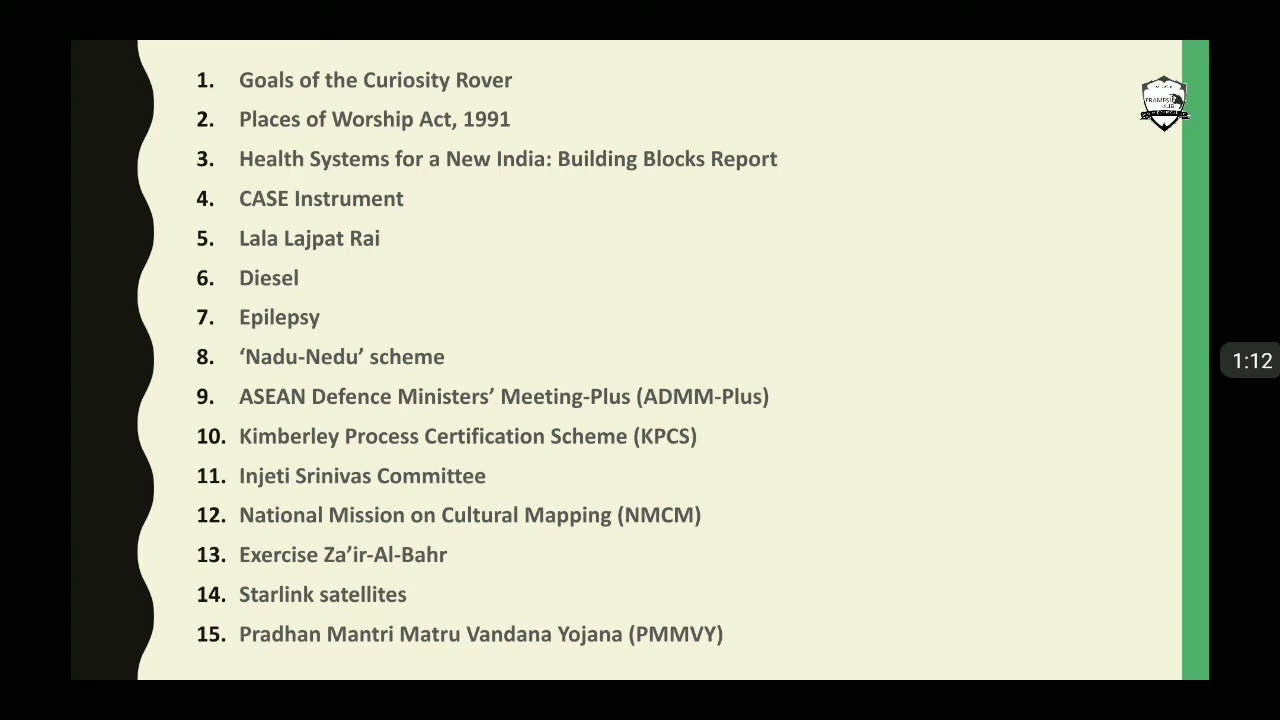 1. Goals of the Curiosity Rover
2. Places of Worship Act, 1991
3. Health Systems for a New India: Building Blocks Report
4. CASE Instrument
5. Lala Lajpat Rai
6. Diesel
7. Epilepsy
8. ‘Nadu-Nedu’ scheme
9. ASEAN Defence Ministers’ Meeting-Plus (ADMM-Plus)
10. Kimberley Process Certification Scheme (KPCS)
11. Injeti Srinivas Committee
12. National Mission on Cultural Mapping (NMCM)
13. Exercise Za’ir-Al-Bahr
14. Starlink satellites
15. Pradhan Mantri Matru Vandana Yojana (PMMVY)
1:12